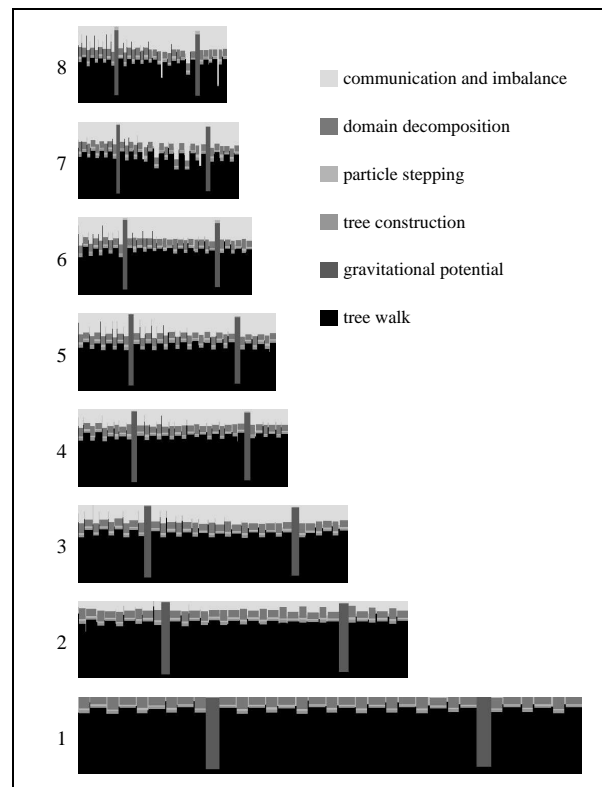 8
communication and imbalance
domain decomposition
7
particle stepping
tree construction
6
gravitational potential
tree walk
5
4
3
2
1